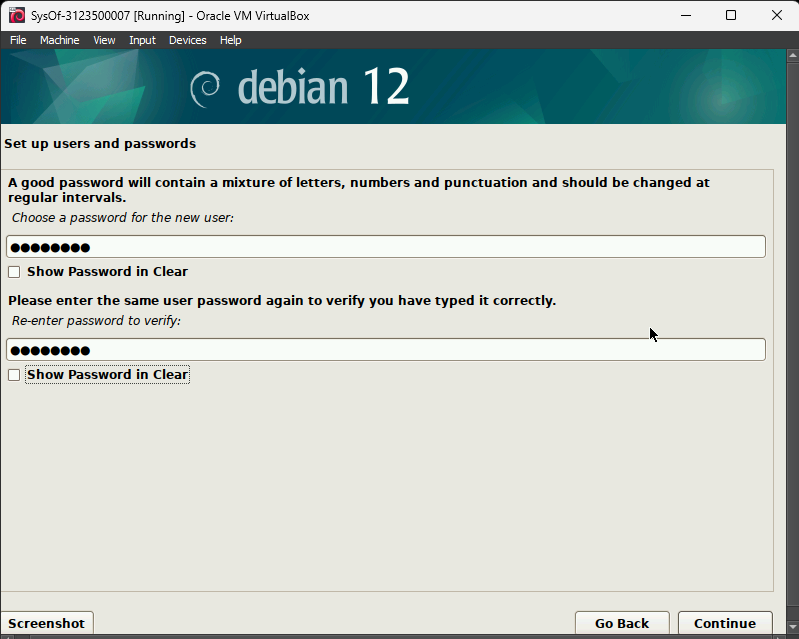 SysOf-3123500007 [Running] - Oracle VM VirtualBox
File Machine View Input Devices Help
debian 12
Set up users and passwords
A good password will contain a mixture of letters, numbers and punctuation and should be changed at
regular intervals.
Choose a password for the new user:
●●●●●●●●
Show Password in Clear
Please enter the same user password again to verify you have typed it correctly.
Re-enter password to verify:
●●●●●●●●
Show Password in Clear
Screenshot Go Back Continue